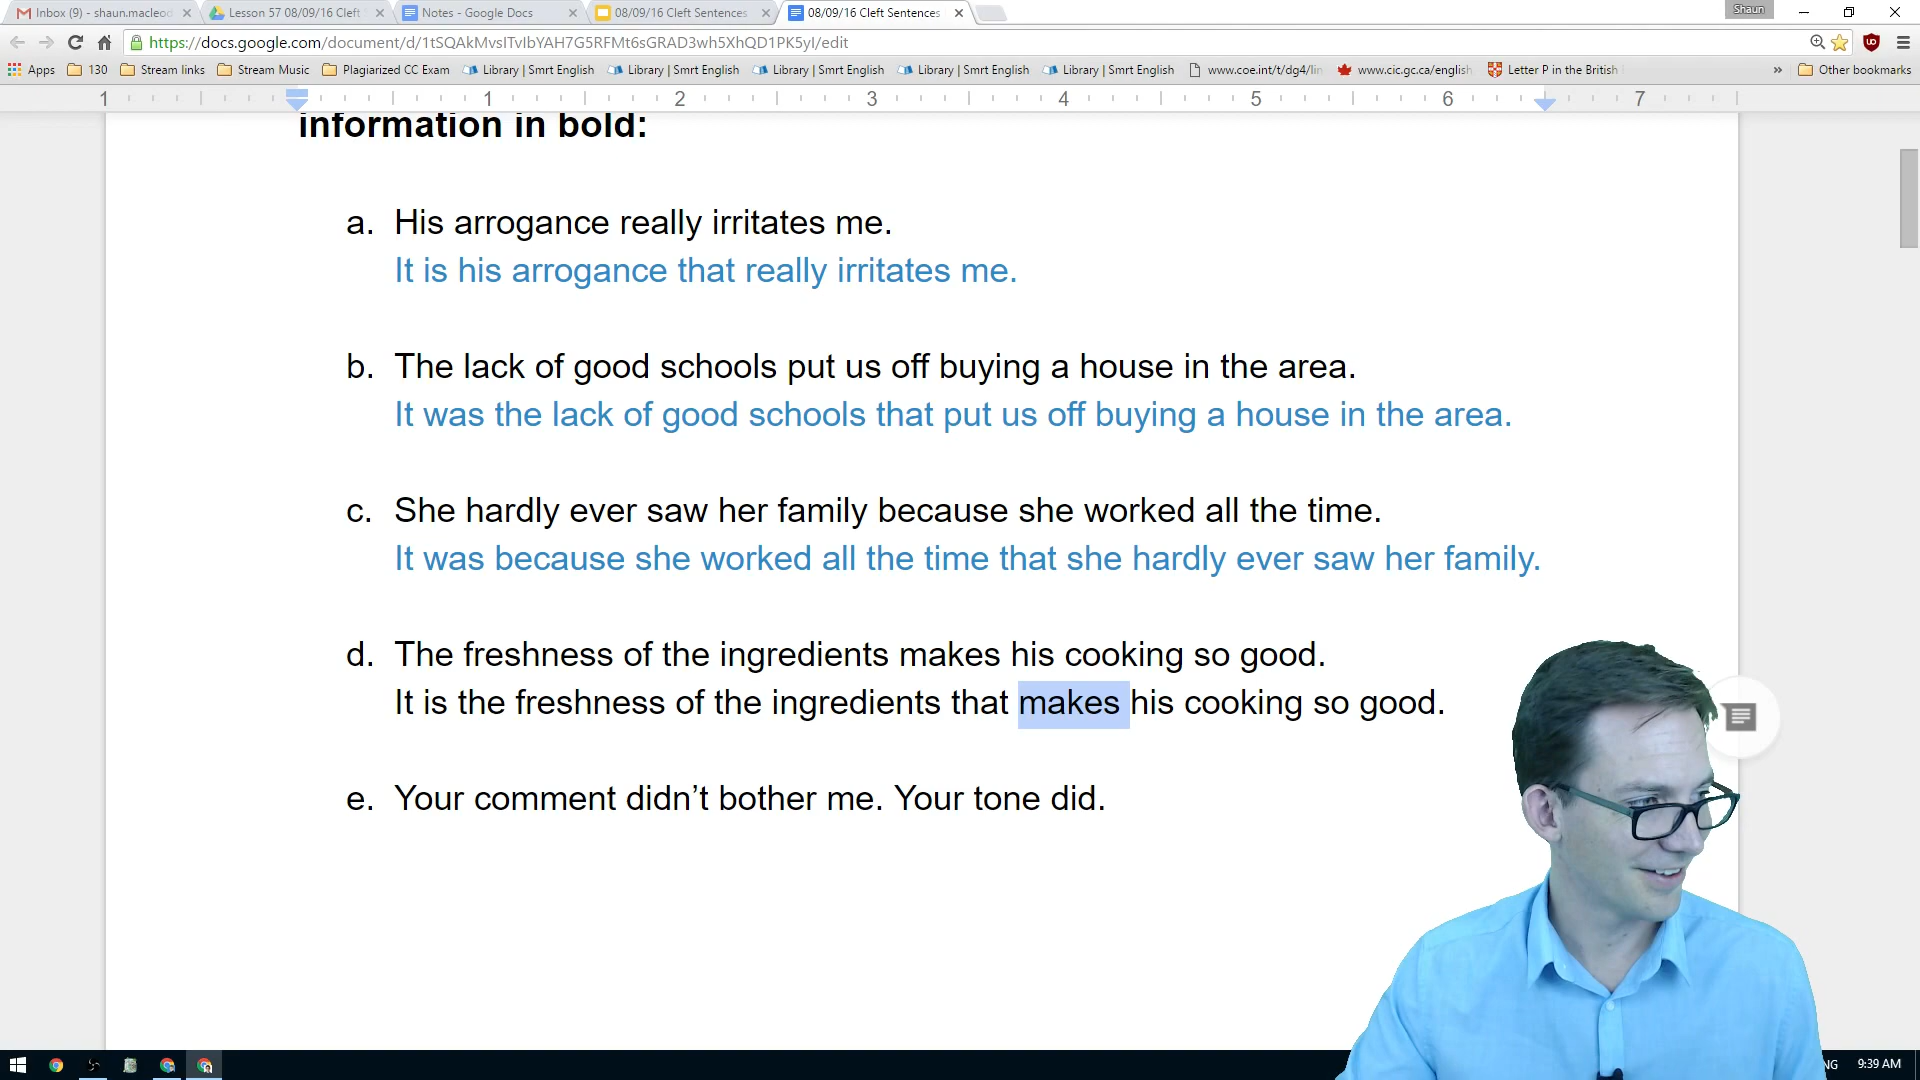 Inbox (9) - shaun.macleod
Lesson 57 08/09/16 Cleft
Notes - Google Docs
08/09/16 Cleft Sentences
08/09/16 Cleft Sentences
Shaun
https://docs.google.com/document/d/1tSQAkMvsITvIbYAH7G5RFMt6sGRAD3wh5XhQD1PK5yI/edit
Apps
130
Stream links
Stream Music
Plagiarized CC Exam
Library | Smrt English
Library | Smrt English
Library | Smrt English
Library | Smrt English
Library | Smrt English
www.coe.int/t/dg4/lin
www.cic.gc.ca/english
Letter P in the British
»
Other bookmarks
1 1 2 3 4 5 6 7
information in bold:
a. His arrogance really irritates me.
It is his arrogance that really irritates me.
b. The lack of good schools put us off buying a house in the area.
It was the lack of good schools that put us off buying a house in the area.
c. She hardly ever saw her family because she worked all the time.
It was because she worked all the time that she hardly ever saw her family.
d. The freshness of the ingredients makes his cooking so good.
It is the freshness of the ingredients that makes his cooking so good.
e. Your comment didn’t bother me. Your tone did.
NG
9:39 AM